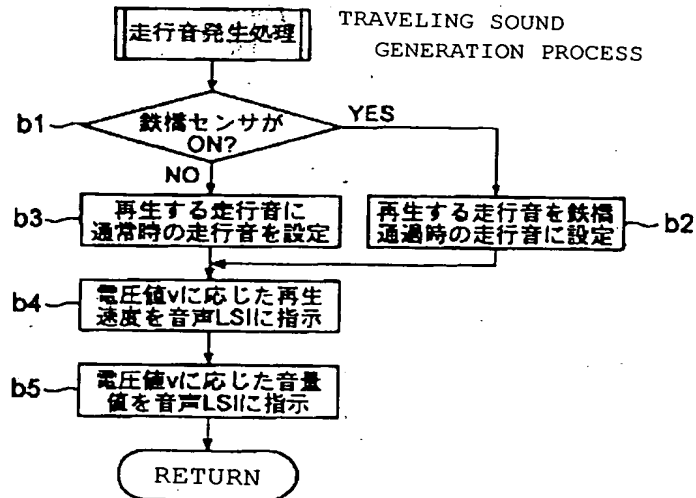 走行音発生処理
TRAVELING SOUND
GENERATION PROCESS
b1
鉄橋センサが
ON?
YES
NO
b3
再生する走行音に
通常時の走行音を設定
再生する走行音を鉄橋
通過時の走行音に設定
b2
b4
電圧値vに応じた再生
速度を音声LSIに指示
b5
電圧値vに応じた音量
値を音声LSIに指示
RETURN